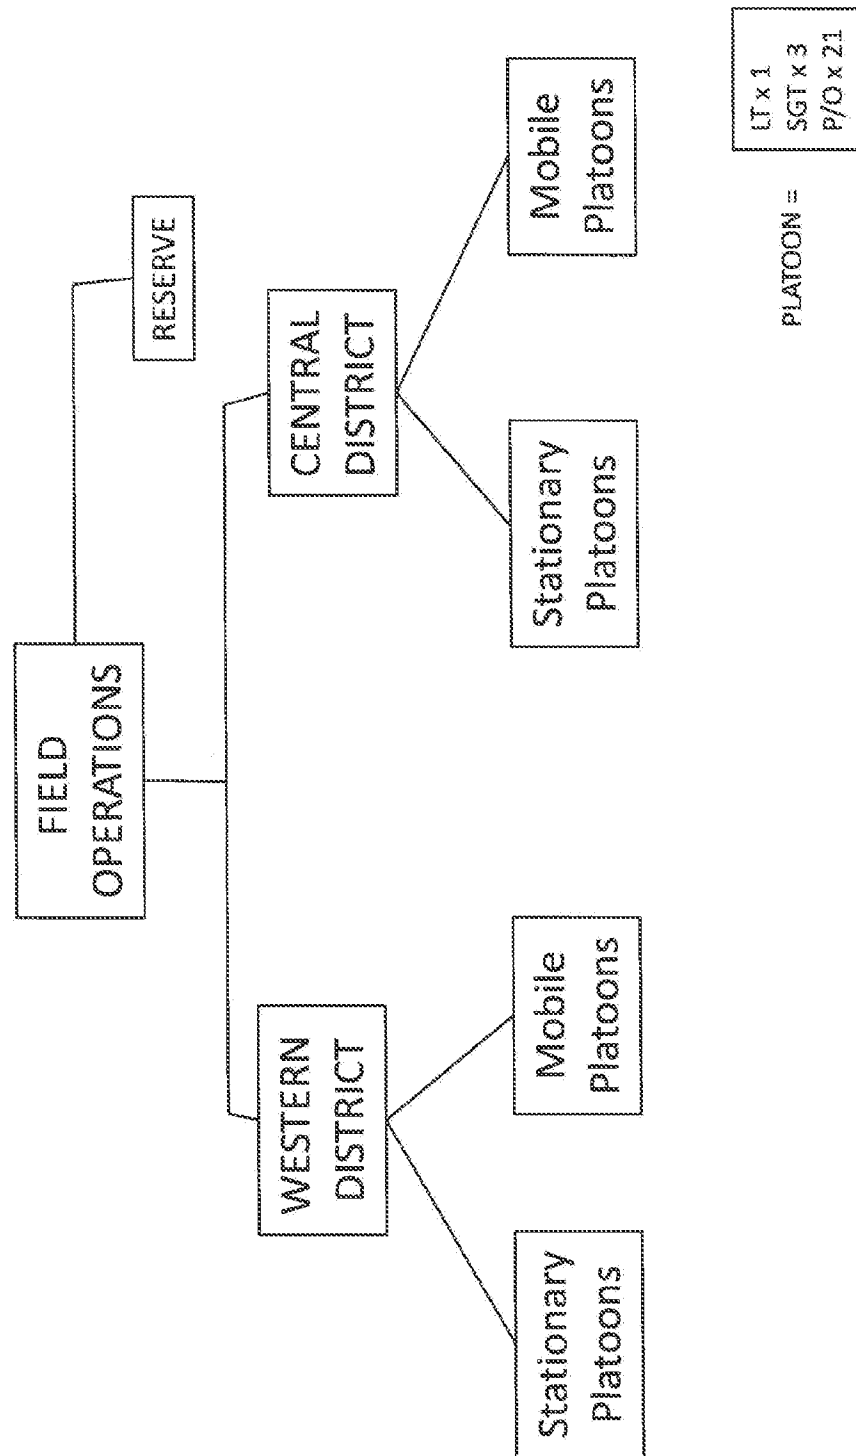 FIELD
OPERATIONS
RESERVE
WESTERN
DISTRICT
CENTRAL
DISTRICT
Stationary
Platoons
Mobile
Platoons
Stationary
Platoons
Mobile
Platoons
PLATOON =
LT x 1
SGT x 3
P/O x 21